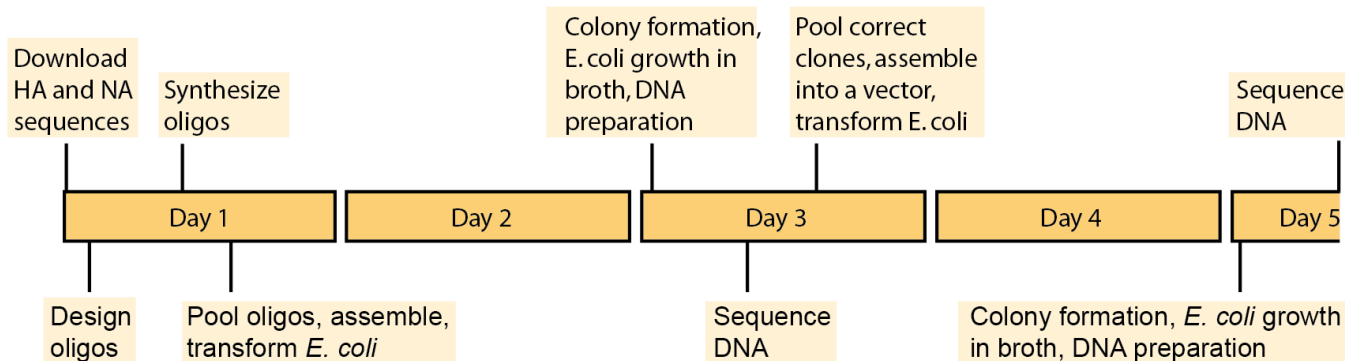 Download
HA and NA
sequences
Synthesize
oligos
Colony formation,
E. coli growth in
broth, DNA
preparation
Pool correct
clones, assemble
into a vector,
transform E. coli
Sequence
DNA
Day 1
Day 2
Day 3
Day 4
Day 5
Design
oligos
Pool oligos, assemble,
transform E. coli
Sequence
DNA
Colony formation, E. coli growth
in broth, DNA preparation